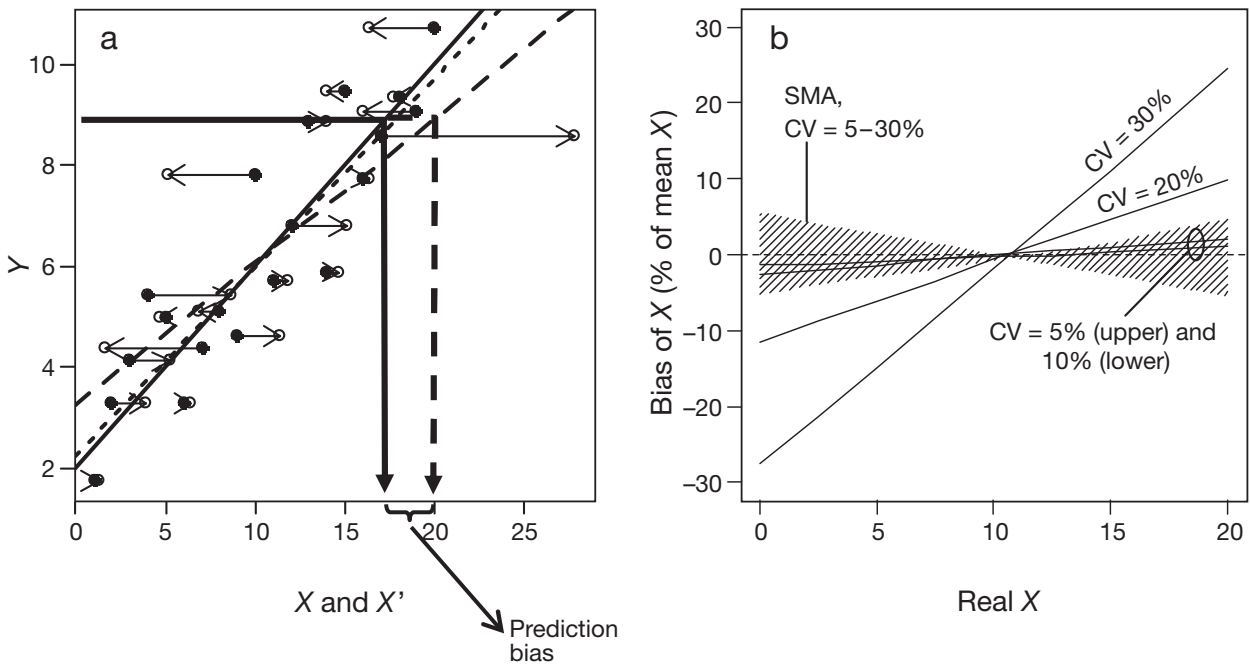 a
10
8
6
4
2
Y
0
5
10
15
20
25
X and X’
Prediction
bias
b
30
20
10
0
–10
–20
–30
Bias of X (% of mean X)
SMA,
CV = 5–30%
CV = 30%
CV = 20%
CV = 5% (upper) and
10% (lower)
0
5
10
15
20
Real X